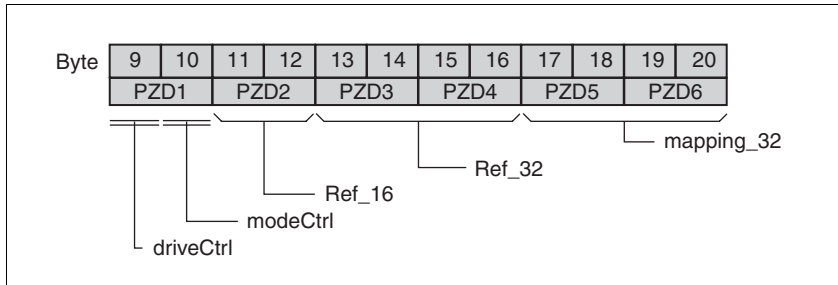 Byte 9 10 11 12 13 14 15 16 17 18 19 20
PZD1 PZD2 PZD3 PZD4 PZD5 PZD6
mapping_32
Ref_32
Ref_16
modeCtrl
driveCtrl